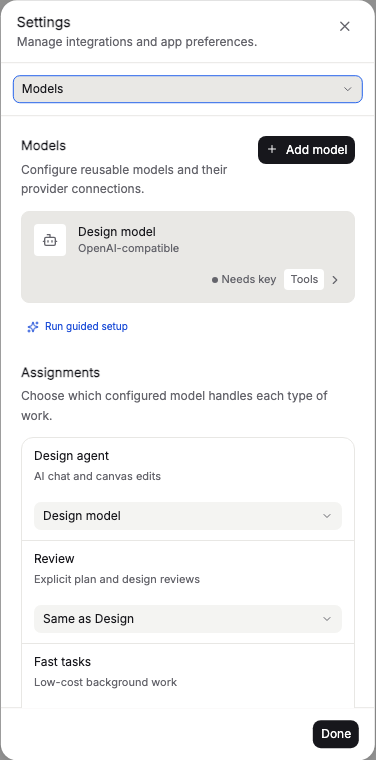 Settings
Manage integrations and app preferences.
Models
Models
Add model
Configure reusable models and their
provider connections.
Design model
OpenAI-compatible
Needs key
Tools
Run guided setup
Assignments
Choose which configured model handles each type of
work.
Design agent
AI chat and canvas edits
Design model
Review
Explicit plan and design reviews
Same as Design
Fast tasks
Low-cost background work
Done